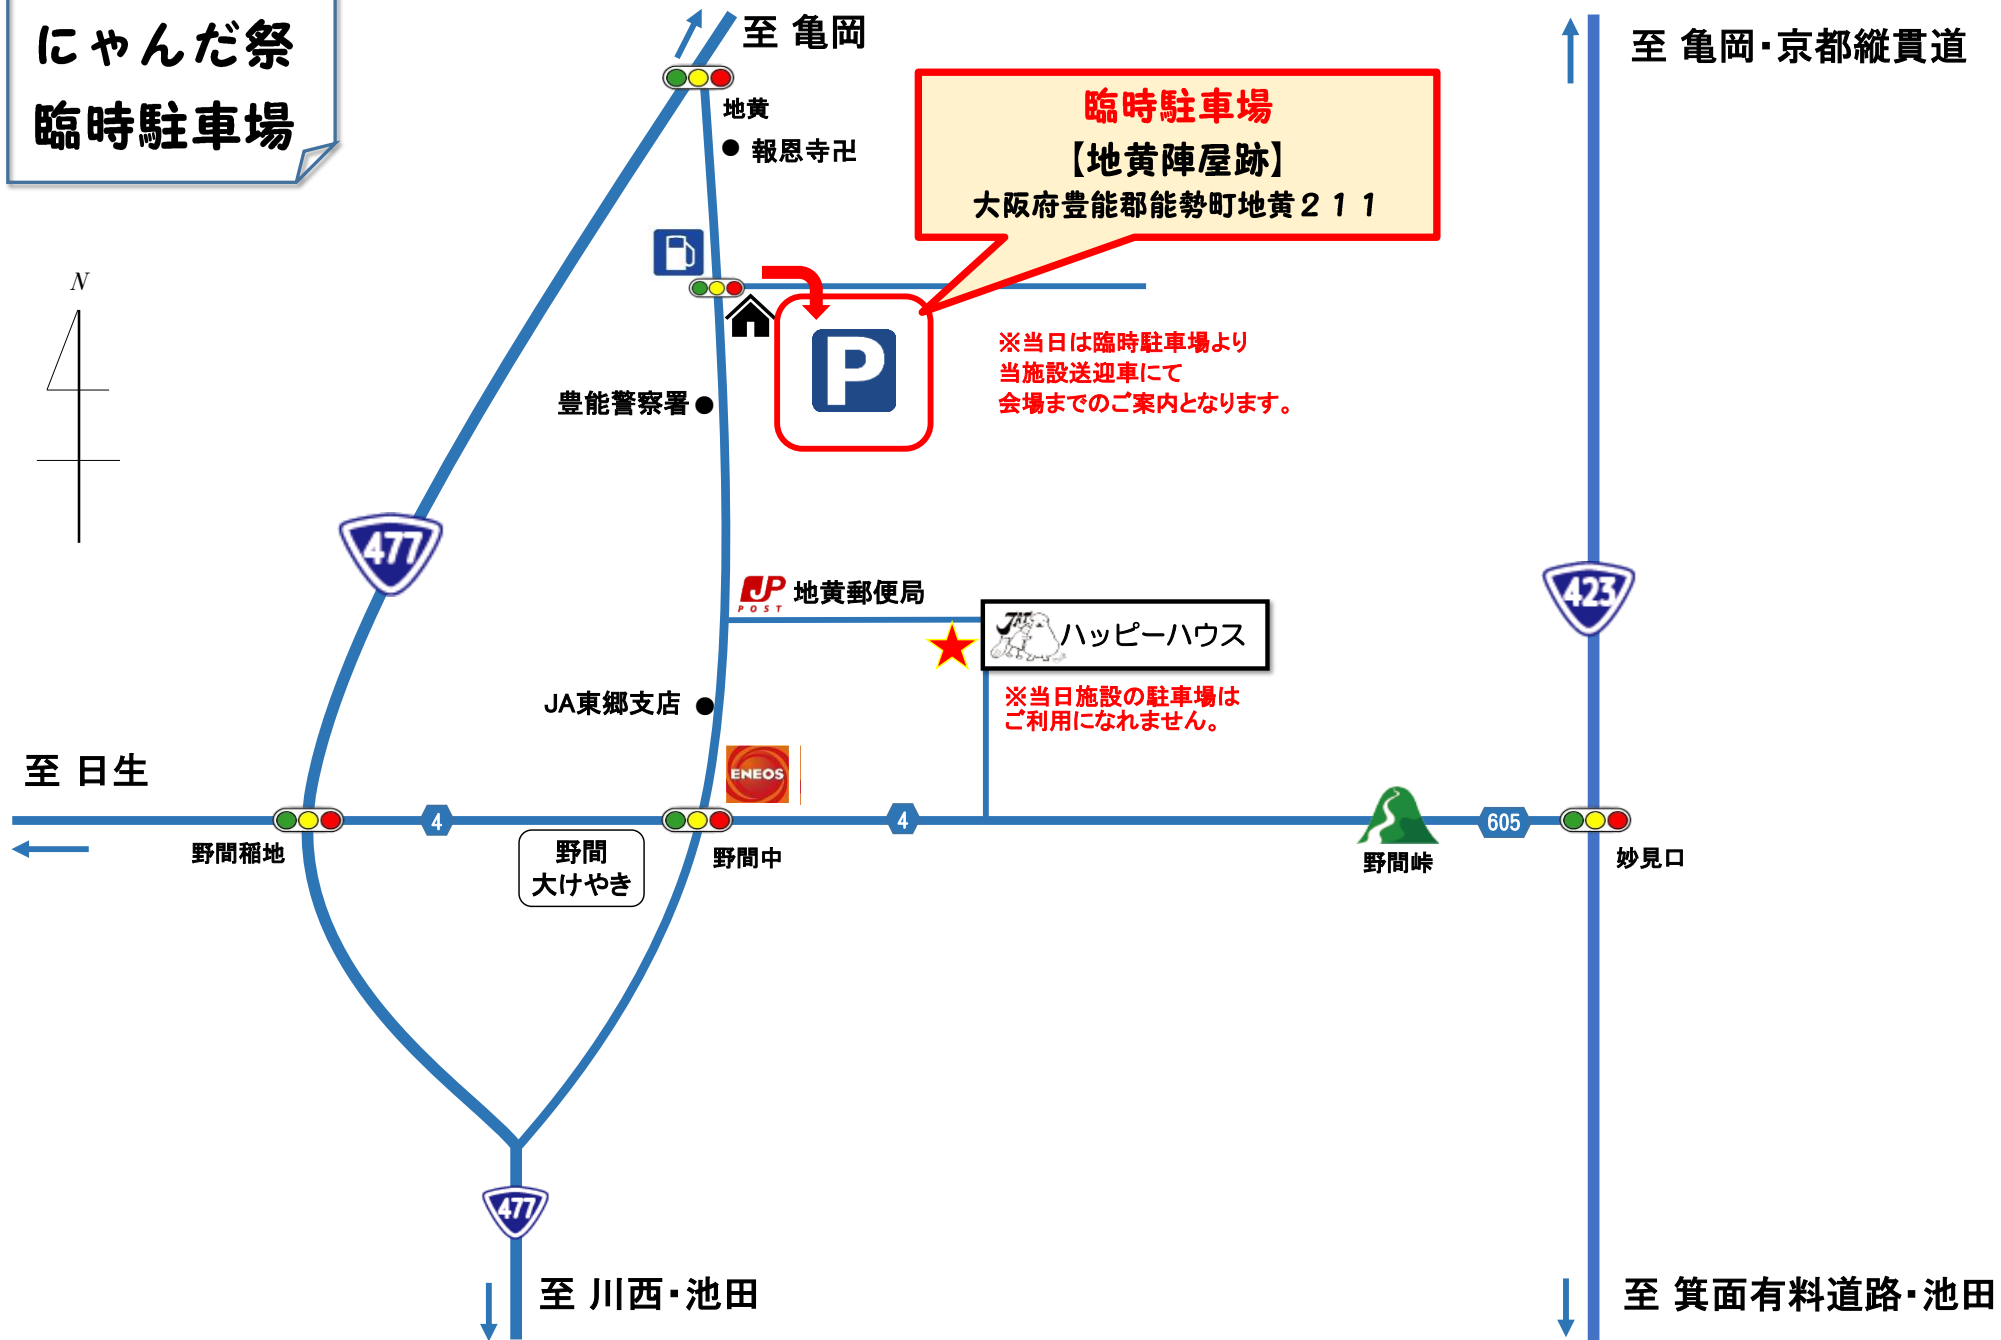 にゃんだ祭
臨時駐車場
至 亀岡
至 亀岡・京都縦貫道
地黄
報恩寺卍
臨時駐車場
【地黄陣屋跡】
大阪府豊能郡能勢町地黄２１１
N
P
※当日は臨時駐車場より
当施設送迎車にて
会場までのご案内となります。
豊能警察署
477
423
JP
POST
地黄郵便局
ハッピーハウス
※当日施設の駐車場は
ご利用になれません。
JA東郷支店
ENEOS
至 日生
4
4
605
野間稲地
野間
大けやき
野間中
野間峠
妙見口
477
至 川西・池田
至 箕面有料道路・池田